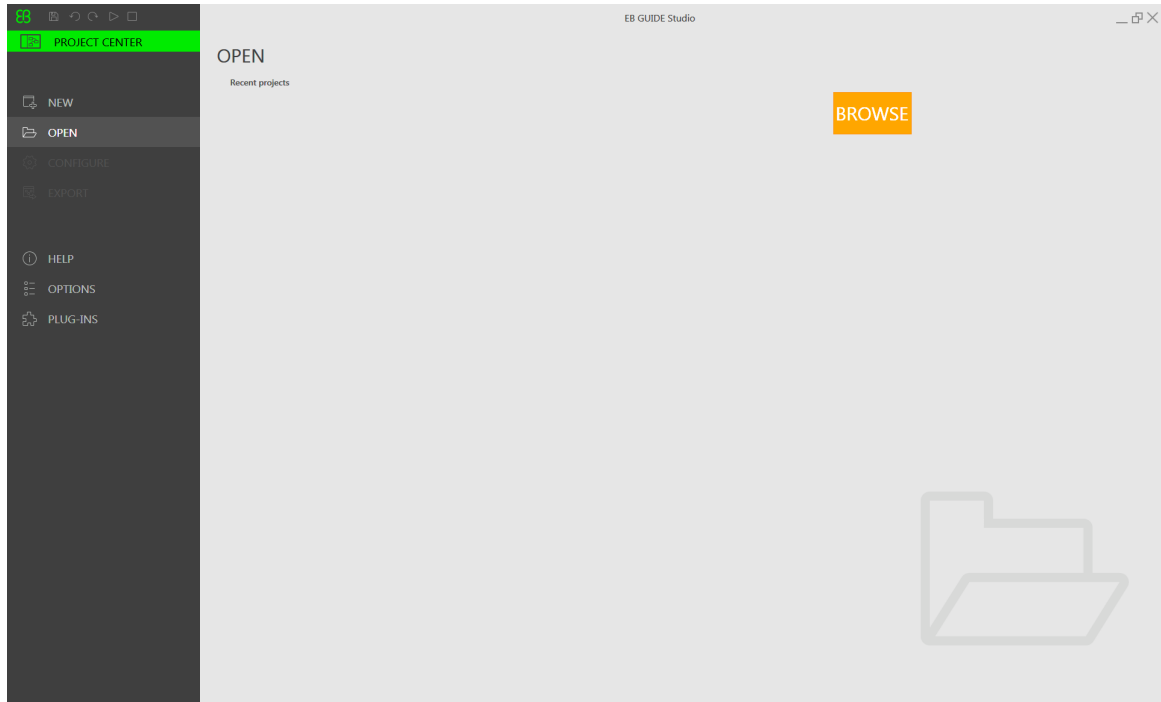 EB GUIDE Studio
PROJECT CENTER
NEW
OPEN
CONFIGURE
EXPORT
HELP
OPTIONS
PLUG-INS
OPEN
Recent projects
BROWSE